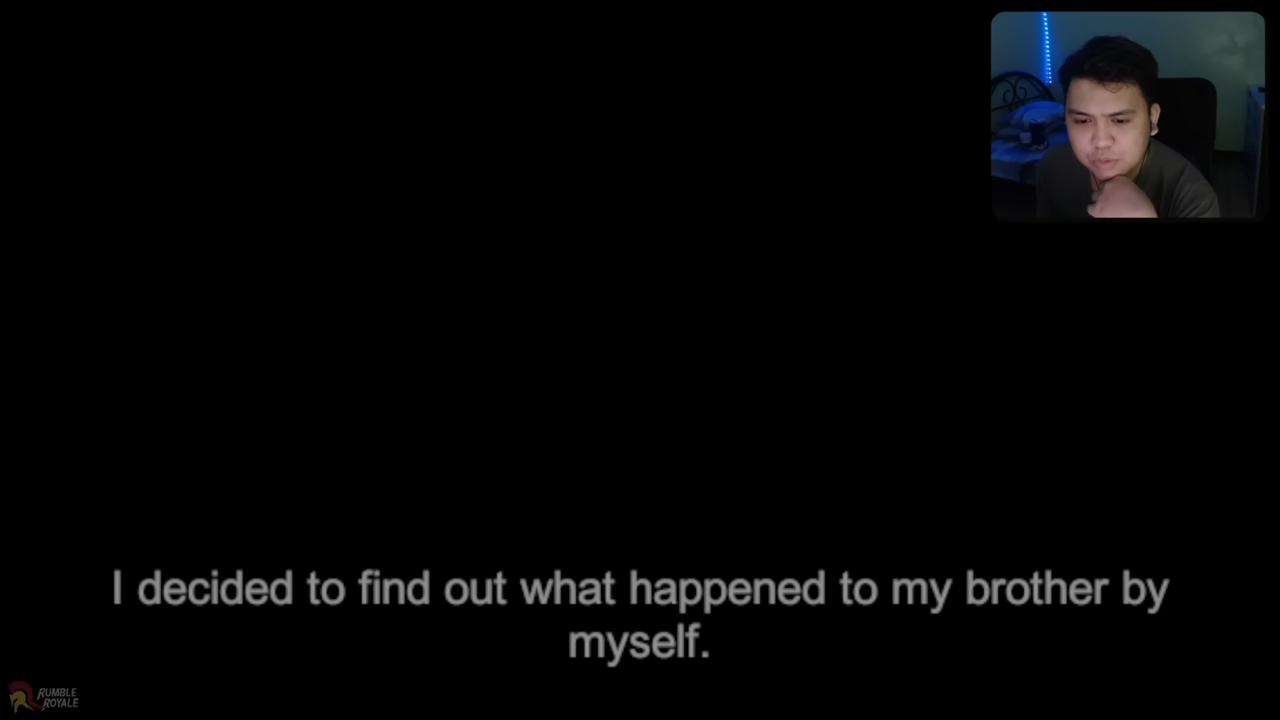 I decided to find out what happened to my brother by
myself.
RUMBLE
ROYALE